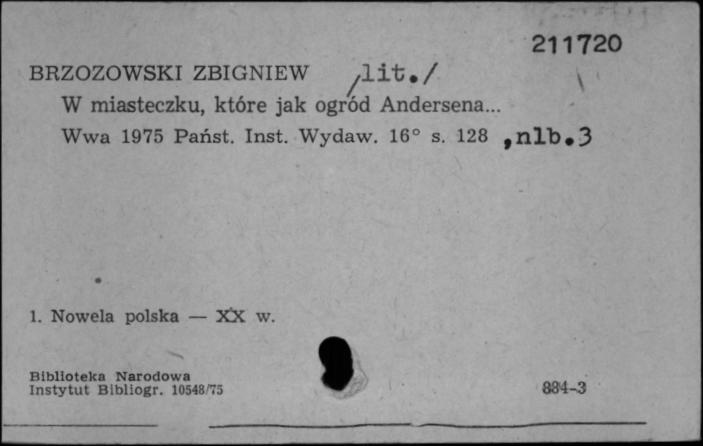 211720
BRZOZOWSKI ZBIGNIEW /lit./
W miasteczku, które jak ogród Andersena...
Wwa 1975 Państ. Inst. Wydaw. 16° s. 128 ,nlb.3
1. Nowela polska — XX w.
Biblioteka Narodowa
Instytut Bibliogr. 10548/75
884-3